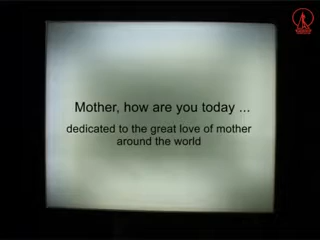 Mother, how are you today ...
dedicated to the great love of mother
around the world